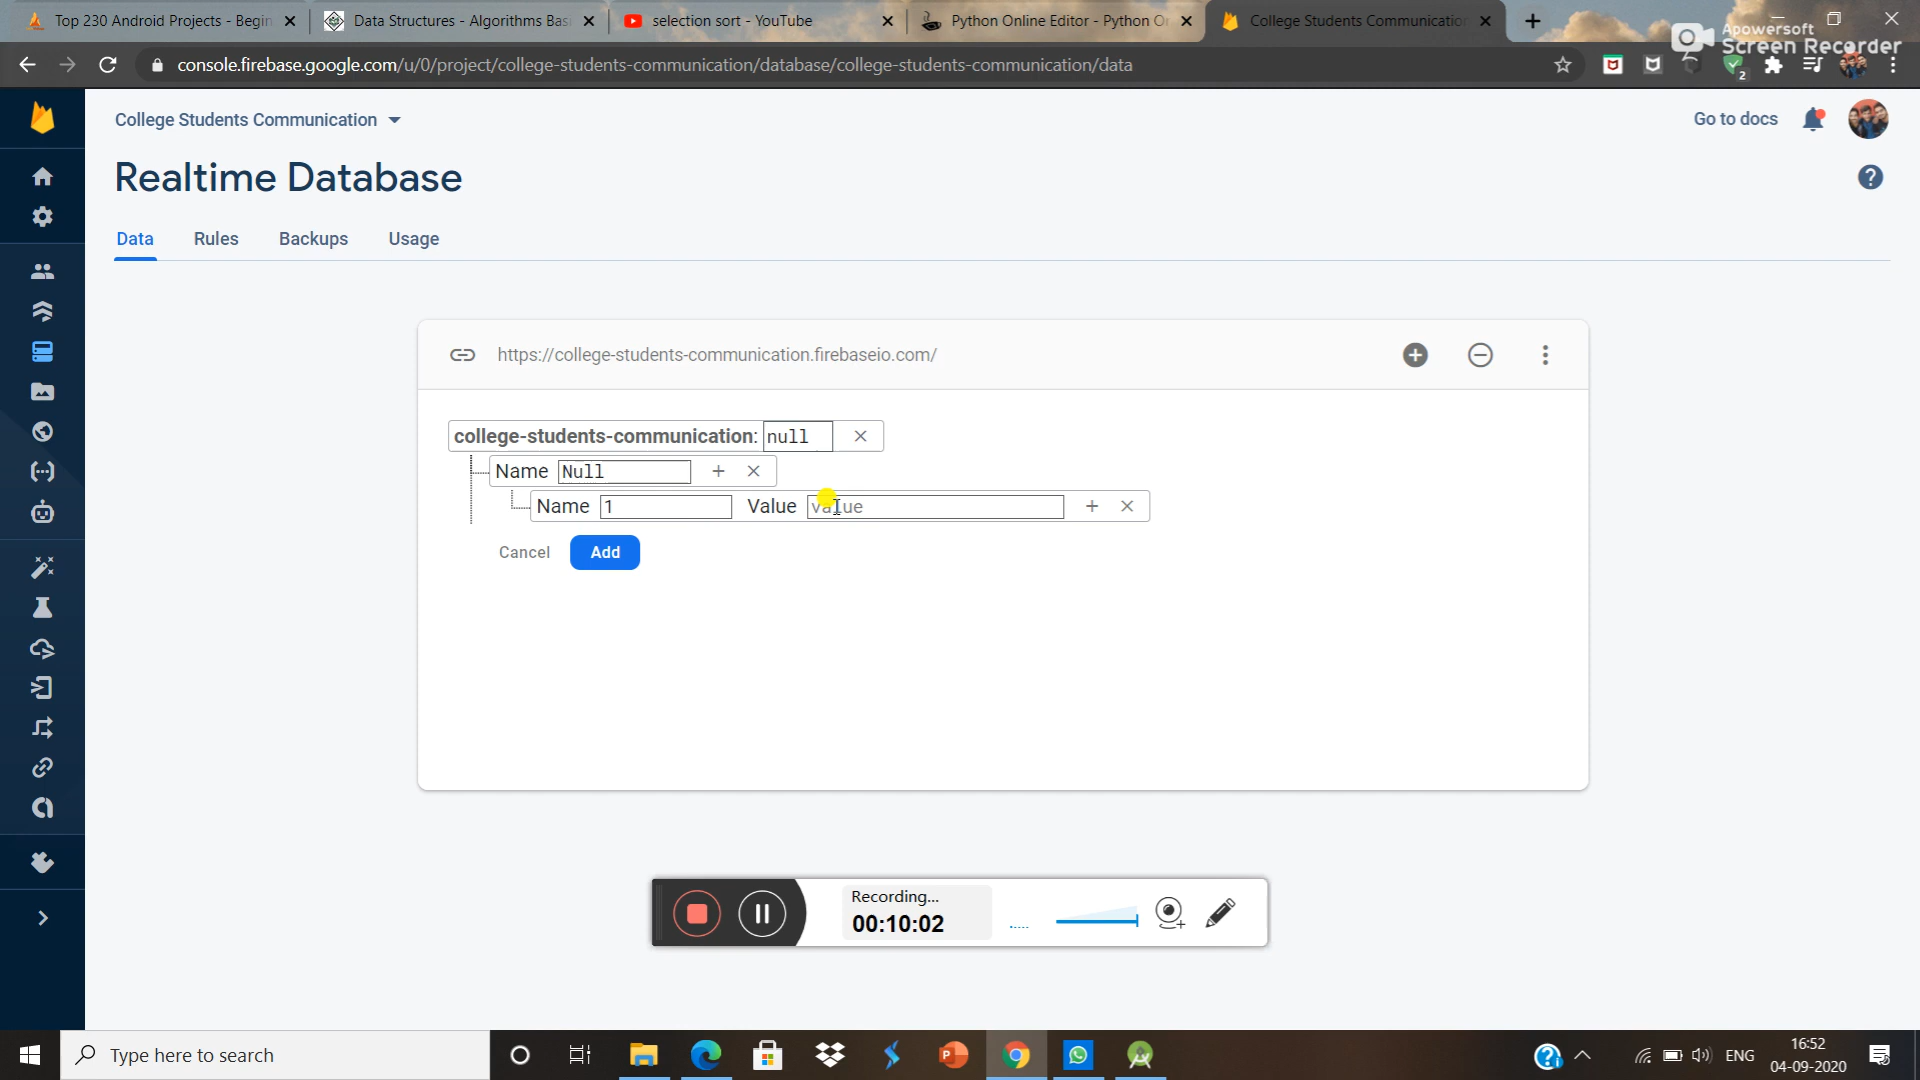 Top 230 Android Projects - Begin
Data Structures - Algorithms Bas
selection sort - YouTube
Python Online Editor - Python O
College Students Communication
Apowersoft
Screen Recorder
console.firebase.google.com/u/0/project/college-students-communication/database/college-students-communication/data
2
College Students Communication
Go to docs
Realtime Database
Data
Rules
Backups
Usage
https://college-students-communication.firebaseio.com/
college-students-communication: null
Name Null
Name 1 Value value
Cancel
Add
Recording...
00:10:02
Type here to search
ENG
16:52
04-09-2020